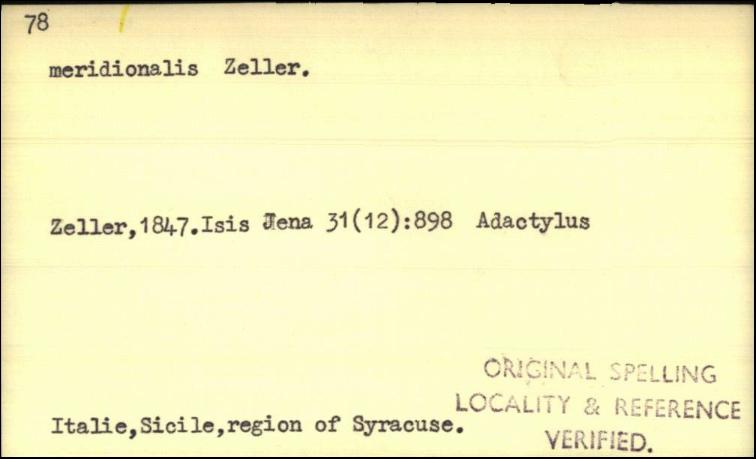 78
meridionalis Zeller.
Zeller,1847.Isis Jena 31(12):898 Adactylus
ORIGINAL SPELLING
LOCALITY & REFERENCE
VERIFIED.
Italie,Sicile,region of Syracuse.